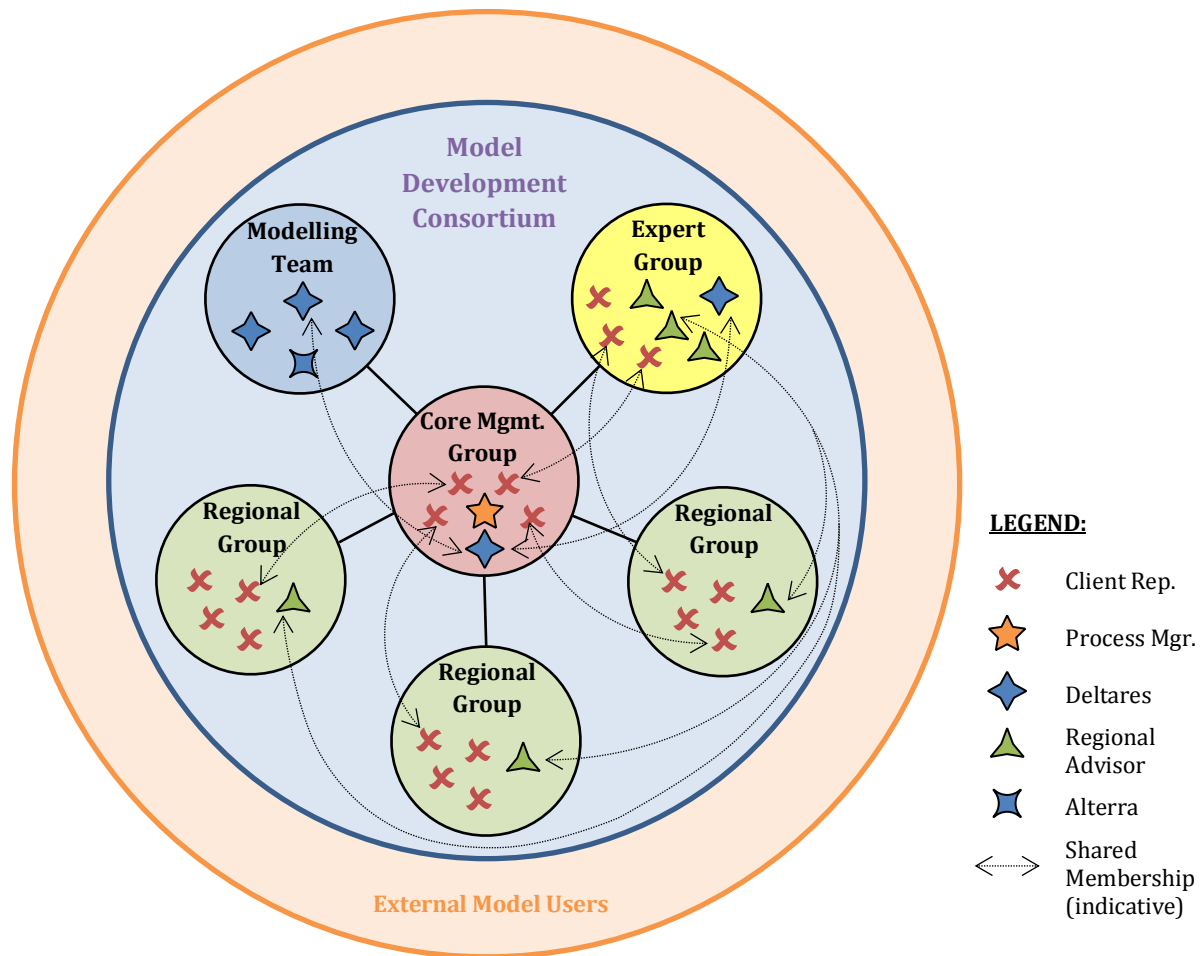 Model
Development
Consortium
Modelling
Team
Expert
Group
Core Mgmt.
Group
Regional
Group
Regional
Group
Regional
Group
External Model Users
LEGEND:
Client Rep.
Process Mgr.
Deltares
Regional
Advisor
Alterra
Shared
Membership
(indicative)